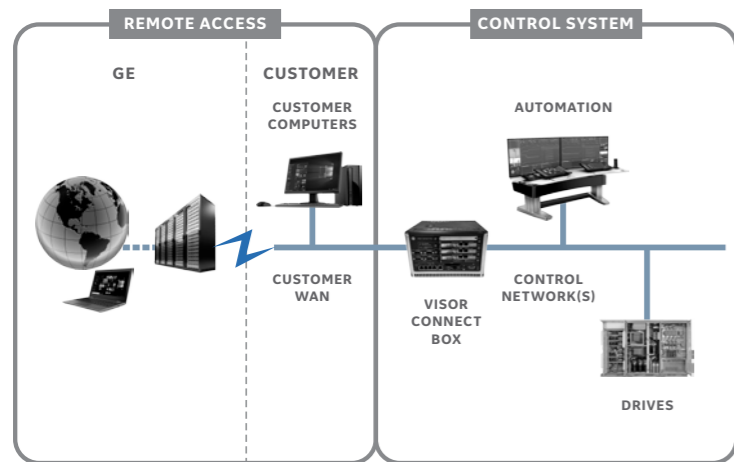 REMOTE ACCESS
CONTROL SYSTEM
GE
CUSTOMER
CUSTOMER
COMPUTERS
AUTOMATION
CUSTOMER
WAN
VISOR
CONNECT
BOX
CONTROL
NETWORK(S)
DRIVES